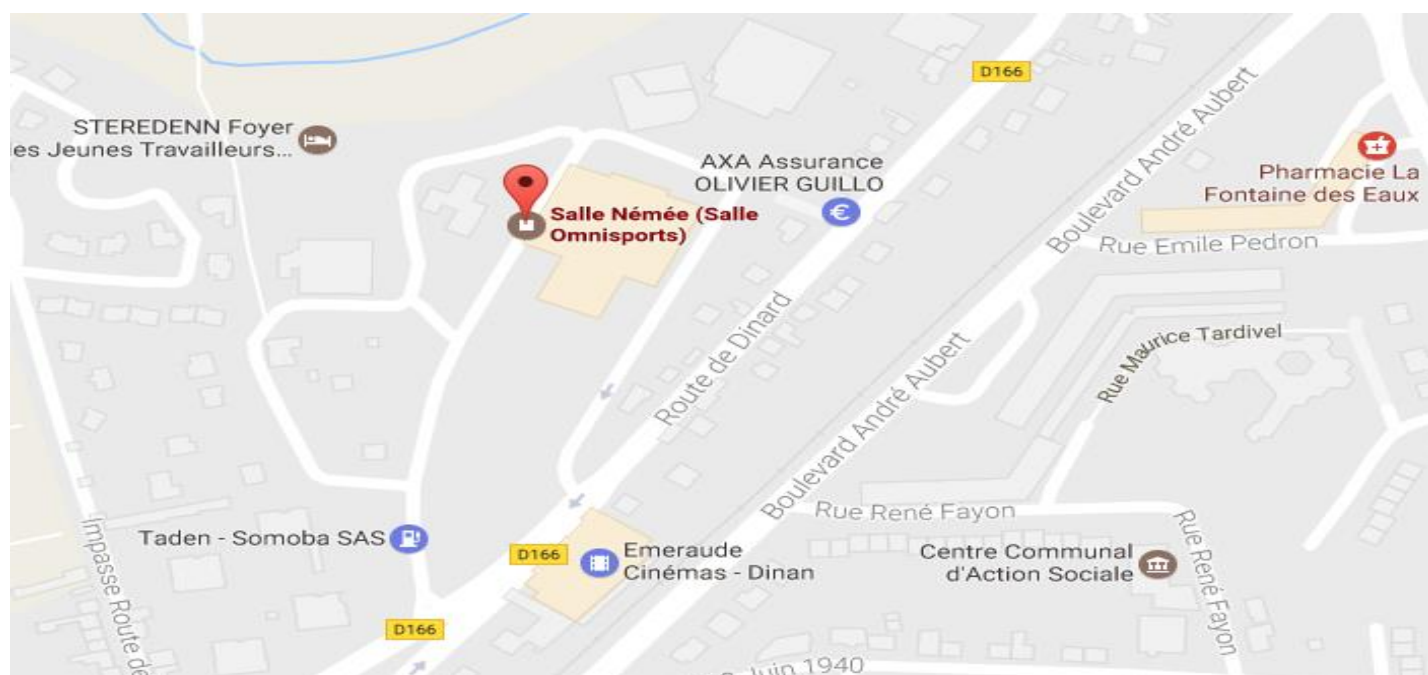 D166
STEREDENN Foyer
es Jeunes Travailleurs...
AXA Assurance
OLIVIER GUILLO
Boulevard André Aubert
Pharmacie La
Fontaine des Eaux
Salle Némée (Salle
Omnisports)
Rue Emile Pedron
Route de Dinard
Rue Maurice Tardivel
Boulevard André Aubert
Rue René Fayon
Taden - Somoba SAS
D166
Emeraude
Cinémas - Dinan
Centre Communal
d'Action Sociale
Rue René Fayon
Impasse Route de
D166
Juin 1940